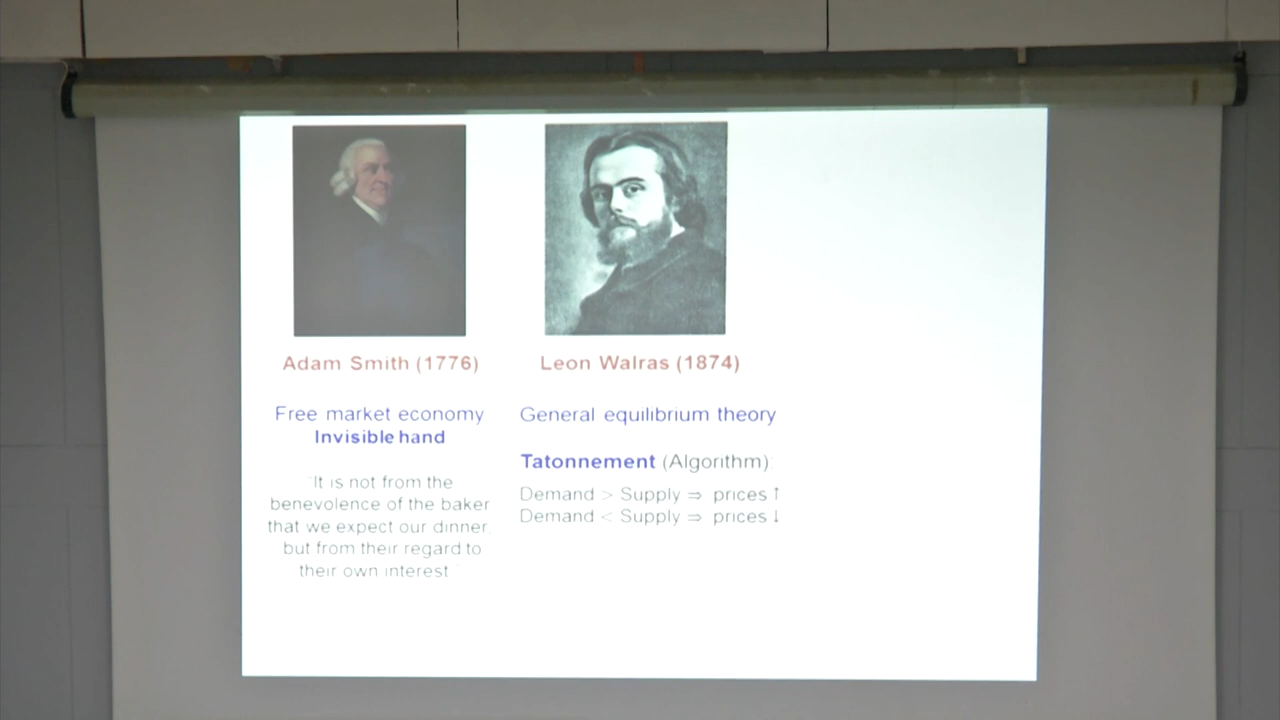 Adam Smith (1776)
Free market economy
Invisible hand
"It is not from the
benevolence of the baker
that we expect our dinner,
but from their regard to
their own interest."
Leon Walras (1874)
General equilibrium theory
Tatonnement (Algorithm):
Demand > Supply ⇒ prices ↑
Demand < Supply ⇒ prices ↓